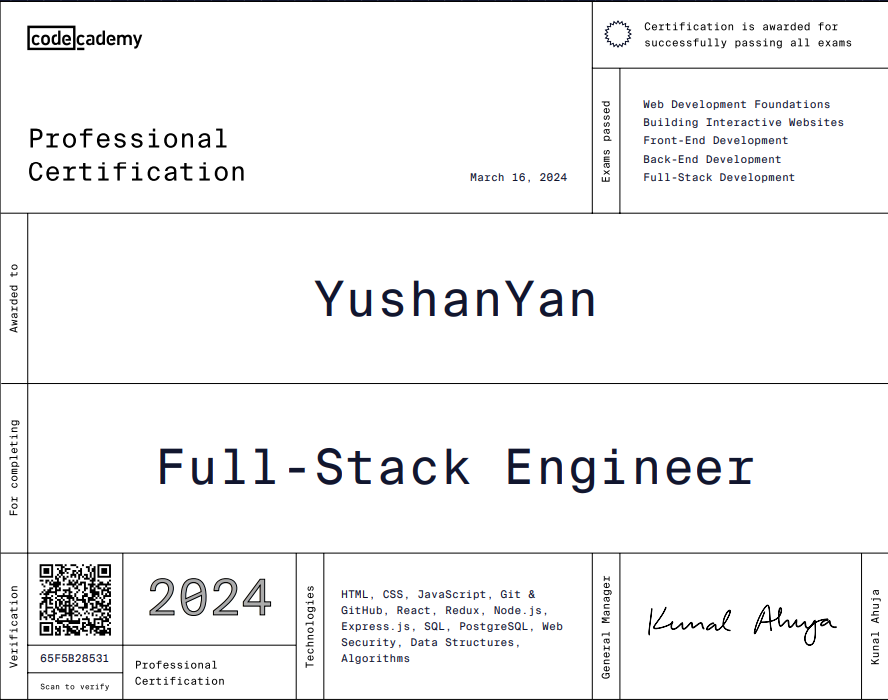 codecademy
Certification is awarded for
successfully passing all exams
Professional
Certification
March 16, 2024
Exams passed
Web Development Foundations
Building Interactive Websites
Front-End Development
Back-End Development
Full-Stack Development
Awarded to
YushanYan
For completing
Full-Stack Engineer
Verification
65F5B28531
Scan to verify
2024
Professional
Certification
Technologies
HTML, CSS, JavaScript, Git &
GitHub, React, Redux, Node.js,
Express.js, SQL, PostgreSQL, Web
Security, Data Structures,
Algorithms
General Manager
Kunal Ahuja
Kunal Ahuja